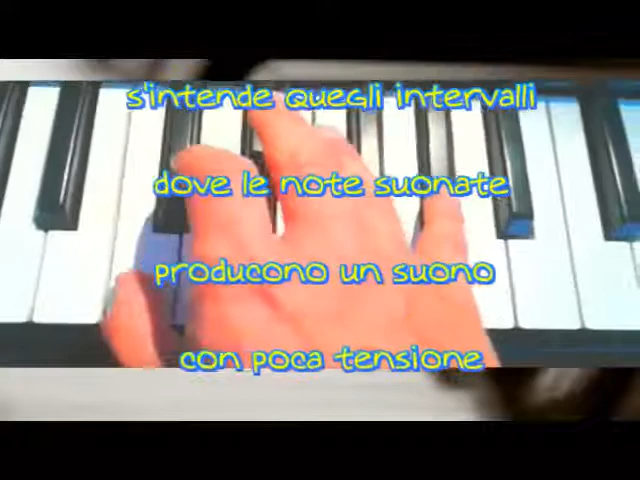 s'intende quegli intervalli
dove le note suonate
producono un suono
con poca tensione